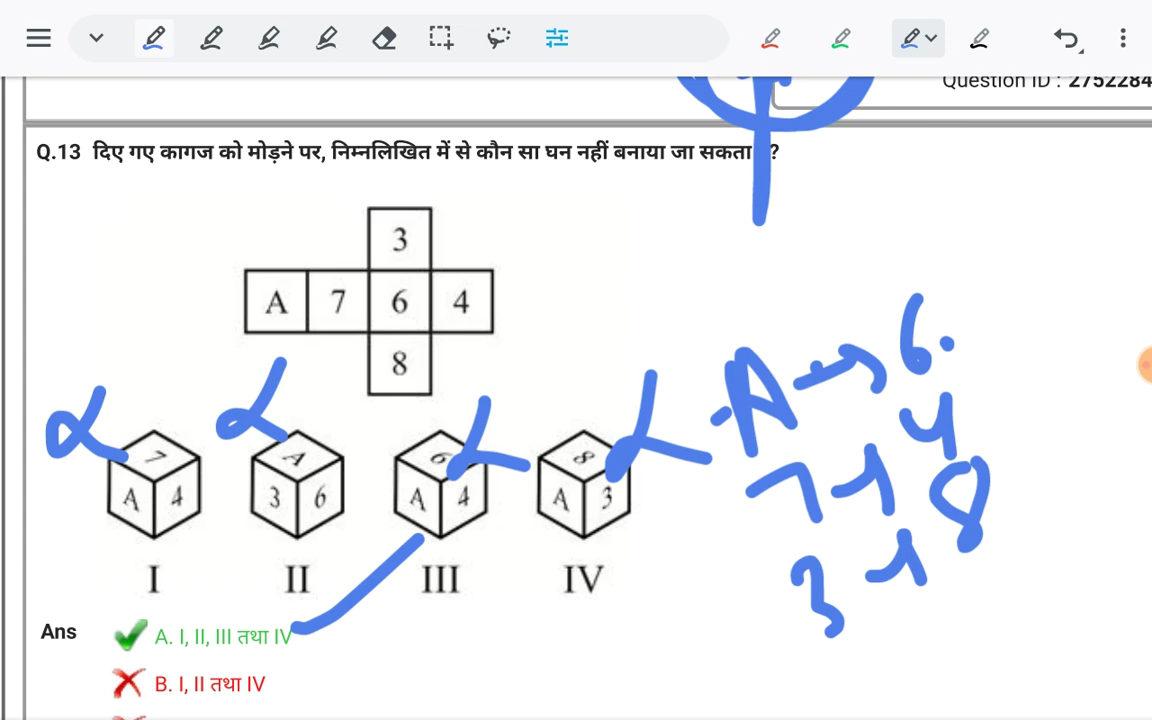 Question ID : 2752284
Q.13 दिए गए कागज को मोड़ने पर, निम्नलिखित में से कौन सा घन नहीं बनाया जा सकता ?
3
A 7 6 4
8
A → 6.
7 → 4
3 → 8
7 A 4
A 3 6
6 A 4
8 A 3
I II III IV
Ans A. I, II, III तथा IV
B. I, II तथा IV